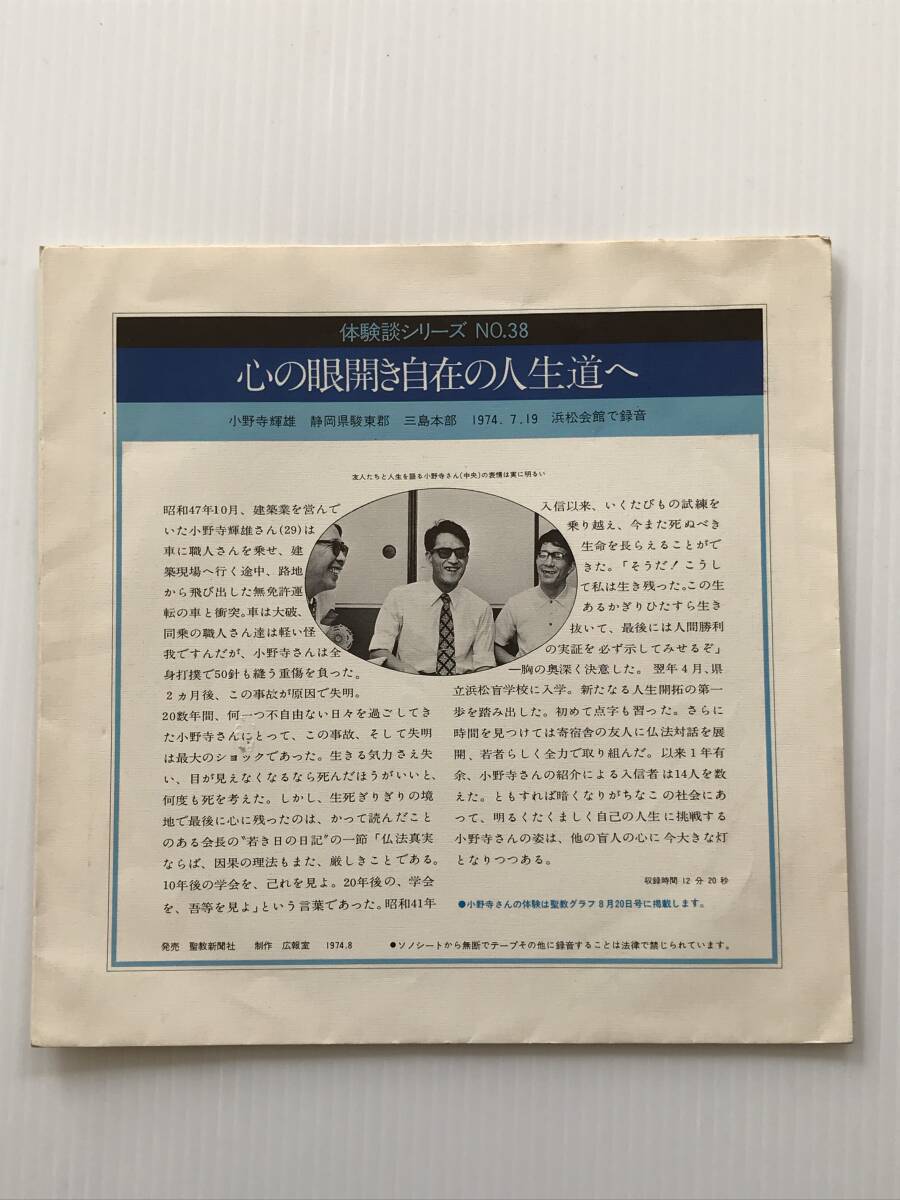 体験談シリーズ NO.38
心の眼開き自在の人生道へ
小野寺輝雄 静岡県駿東郡 三島本部 1974.7.19 浜松会館で録音
友人たちと人生を語る小野寺さん(中央)の表情は実に明るい
昭和47年10月、建築業を営んで
いた小野寺輝雄さん(29)は
車に職人さんを乗せ、建
築現場へ行く途中、路地
から飛び出した無免許運
転の車と衝突。車は大破、
同乗の職人さん達は軽い怪
我ですんだが、小野寺さんは全
身打撲で50針も縫う重傷を負った。
2ヵ月後、この事故が原因で失明。
20数年間、何一つ不自由ない日々を過ごしてき
た小野寺さんにとって、この事故、そして失明
は最大のショックであった。生きる気力さえ失
い、目が見えなくなるなら死んだほうがいいと、
何度も死を考えた。しかし、生死ぎりぎりの境
地で最後に心に残ったのは、かって読んだこと
のある会長の〝若き日の日記〟の一節「仏法真実
ならば、因果の理法もまた、厳しきことである。
10年後の学会を、己れを見よ。20年後の、学会
を、吾等を見よ」という言葉であった。昭和41年
入信以来、いくたびもの試練を
乗り越え、今また死ぬべき
生命を長らえることがで
きた。「そうだ!こうし
て私は生き残った。この生
あるかぎりひたすら生き
抜いて、最後には人間勝利
の実証を必ず示してみせるぞ」
―胸の奥深く決意した。翌年4月、県
立浜松盲学校に入学。新たなる人生開拓の第一
歩を踏み出した。初めて点字も習った。さらに
時間を見つけては寄宿舎の友人に仏法対話を展
開、若者らしく全力で取り組んだ。以来1年有
余、小野寺さんの紹介による入信者は14人を数
えた。ともすれば暗くなりがちなこの社会にあ
って、明るくたくましく自己の人生に挑戦する
小野寺さんの姿は、他の盲人の心に今大きな灯
となりつつある。
収録時間12分20秒
●小野寺さんの体験は聖教グラフ8月20日号に掲載します。
発売 聖教新聞社 制作 広報室 1974.8 ●ソノシートから無断でテープその他に録音することは法律で禁じられています。